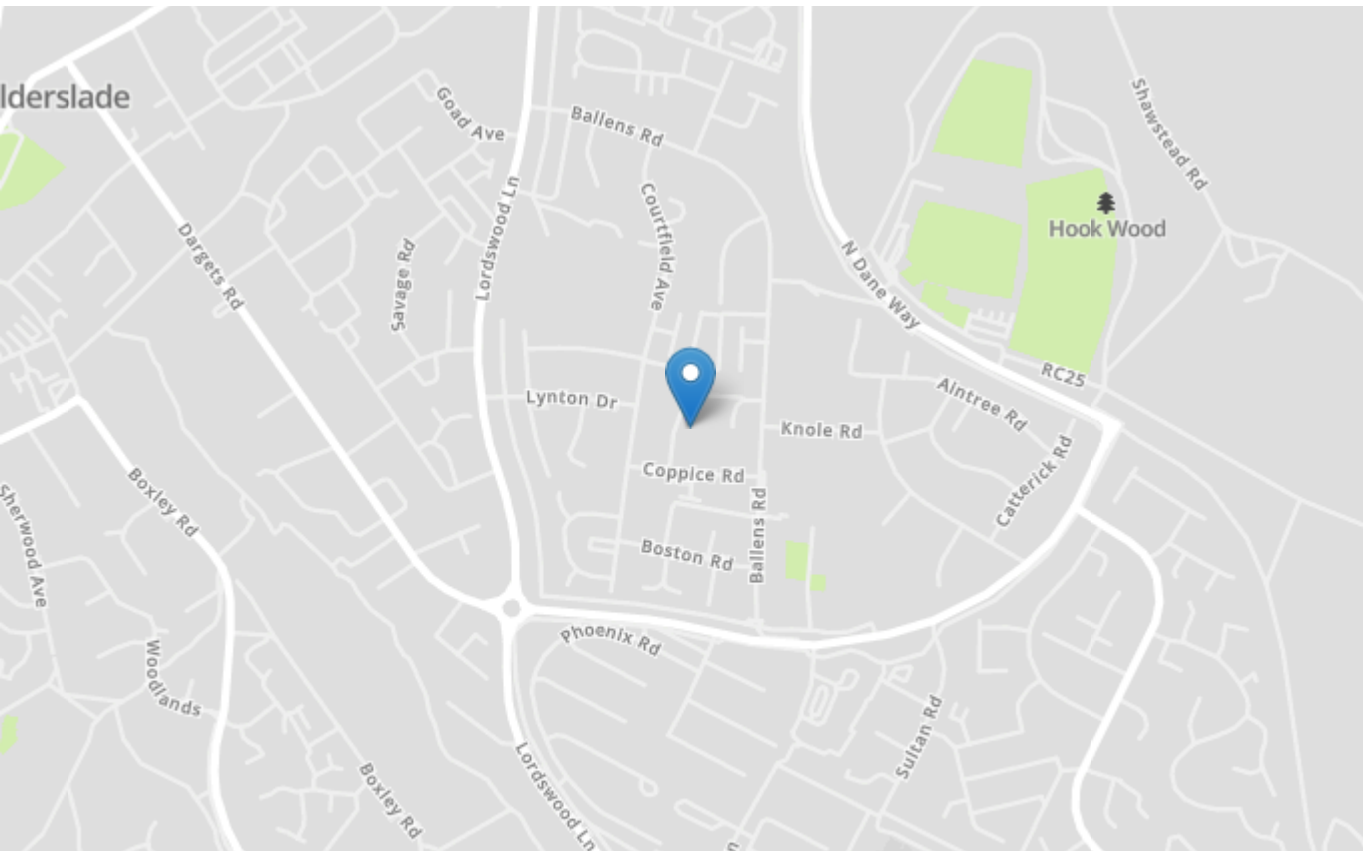 lderslade
Goad Ave
Ballens Rd
Shawstead Rd
Lordswood Ln
Courtfield Ave
Hook Wood
Dargets Rd
Savage Rd
N Dane Way
RC25
Aintree Rd
Lynton Dr
Knole Rd
Coppice Rd
Catterick Rd
Boxley Rd
Sherwood Ave
Ballens Rd
Boston Rd
Phoenix Rd
Woodlands
Sultan Rd
Lordswood Ln
Boxley Rd